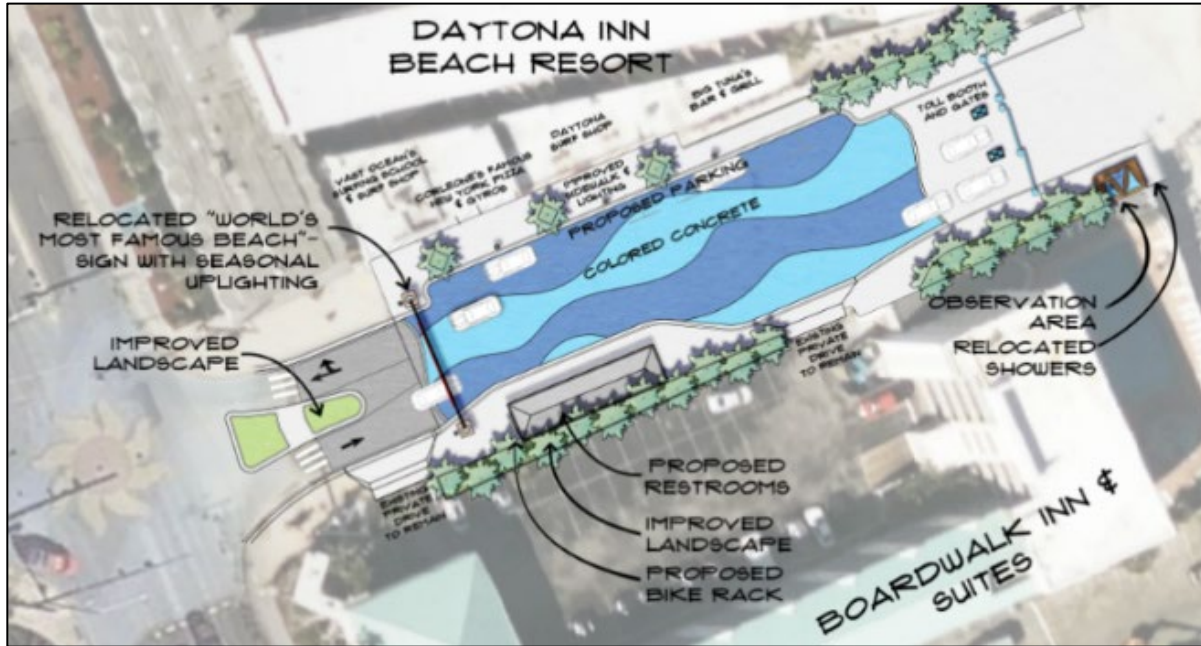 DAYTONA INN
BEACH RESORT
BIG TUNA'S
BAR & GRILL
TOLL BOOTH
AND GATES
DAYTONA
SURF SHOP
VAST OCEAN'S
SURFING SCHOOL
& SURF SHOP
CORLEONE'S FAMOUS
NEW YORK PIZZA
& GYROS
IMPROVED
SIDEWALK &
LIGHTING
PROPOSED PARKING
COLORED CONCRETE
RELOCATED "WORLD'S
MOST FAMOUS BEACH"-
SIGN WITH SEASONAL
UPLIGHTING
IMPROVED
LANDSCAPE
OBSERVATION
AREA
RELOCATED
SHOWERS
EXISTING
PRIVATE
DRIVE
TO REMAIN
EXISTING
PRIVATE
DRIVE
TO REMAIN
PROPOSED
RESTROOMS
IMPROVED
LANDSCAPE
PROPOSED
BIKE RACK
BOARDWALK INN &
SUITES